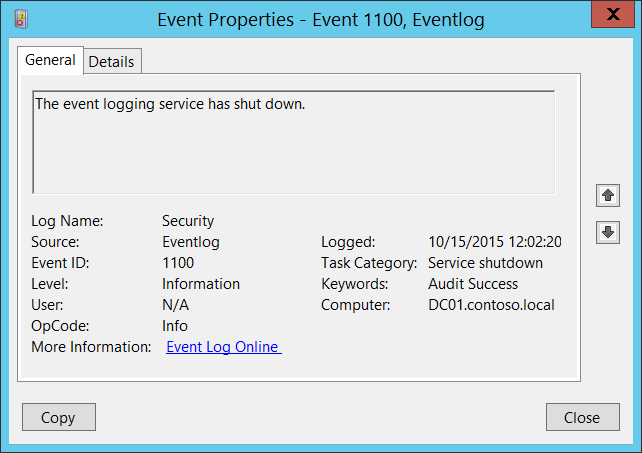 Event Properties - Event 1100, Eventlog
X
General Details
The event logging service has shut down.
Log Name: Security
Source: Eventlog Logged: 10/15/2015 12:02:20
Event ID: 1100 Task Category: Service shutdown
Level: Information Keywords: Audit Success
User: N/A Computer: DC01.contoso.local
OpCode: Info
More Information: Event Log Online
Copy Close